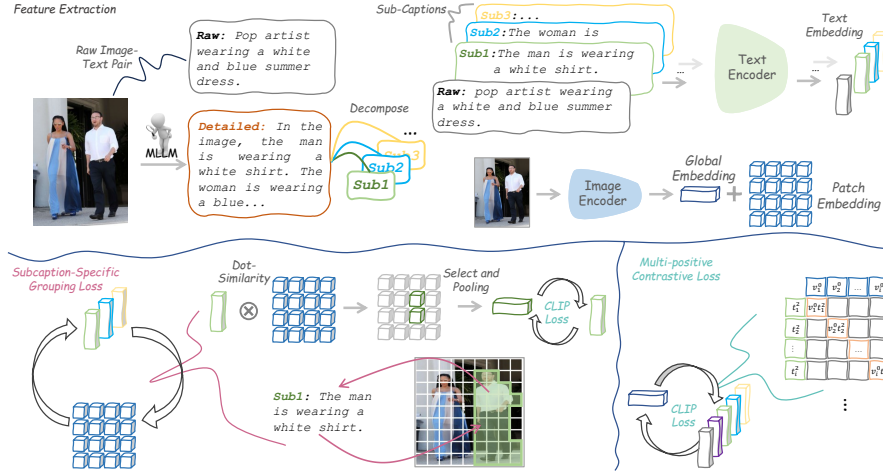 Feature Extraction
Raw Image-
Text Pair
Raw: Pop artist
wearing a white
and blue summer
dress.
MLLM
Detailed: In the
image, the man
is wearing a
white shirt. The
woman is wearing
a blue...
Decompose
...
Sub3
Sub2
Sub1
Sub-Captions
Sub3:...
Sub2:The woman is
Sub1:The man is wearing
a white shirt.
Raw: pop artist wearing
a white and blue summer
dress.
...
Text
Encoder
...
Text
Embedding
Image
Encoder
Global
Embedding
+
Patch
Embedding
Subcaption-Specific
Grouping Loss
Dot-
Similarity
Select and
Pooling
CLIP
Loss
Sub1: The man
is wearing a
white shirt.
Multi-positive
Contrastive Loss
CLIP
Loss
...